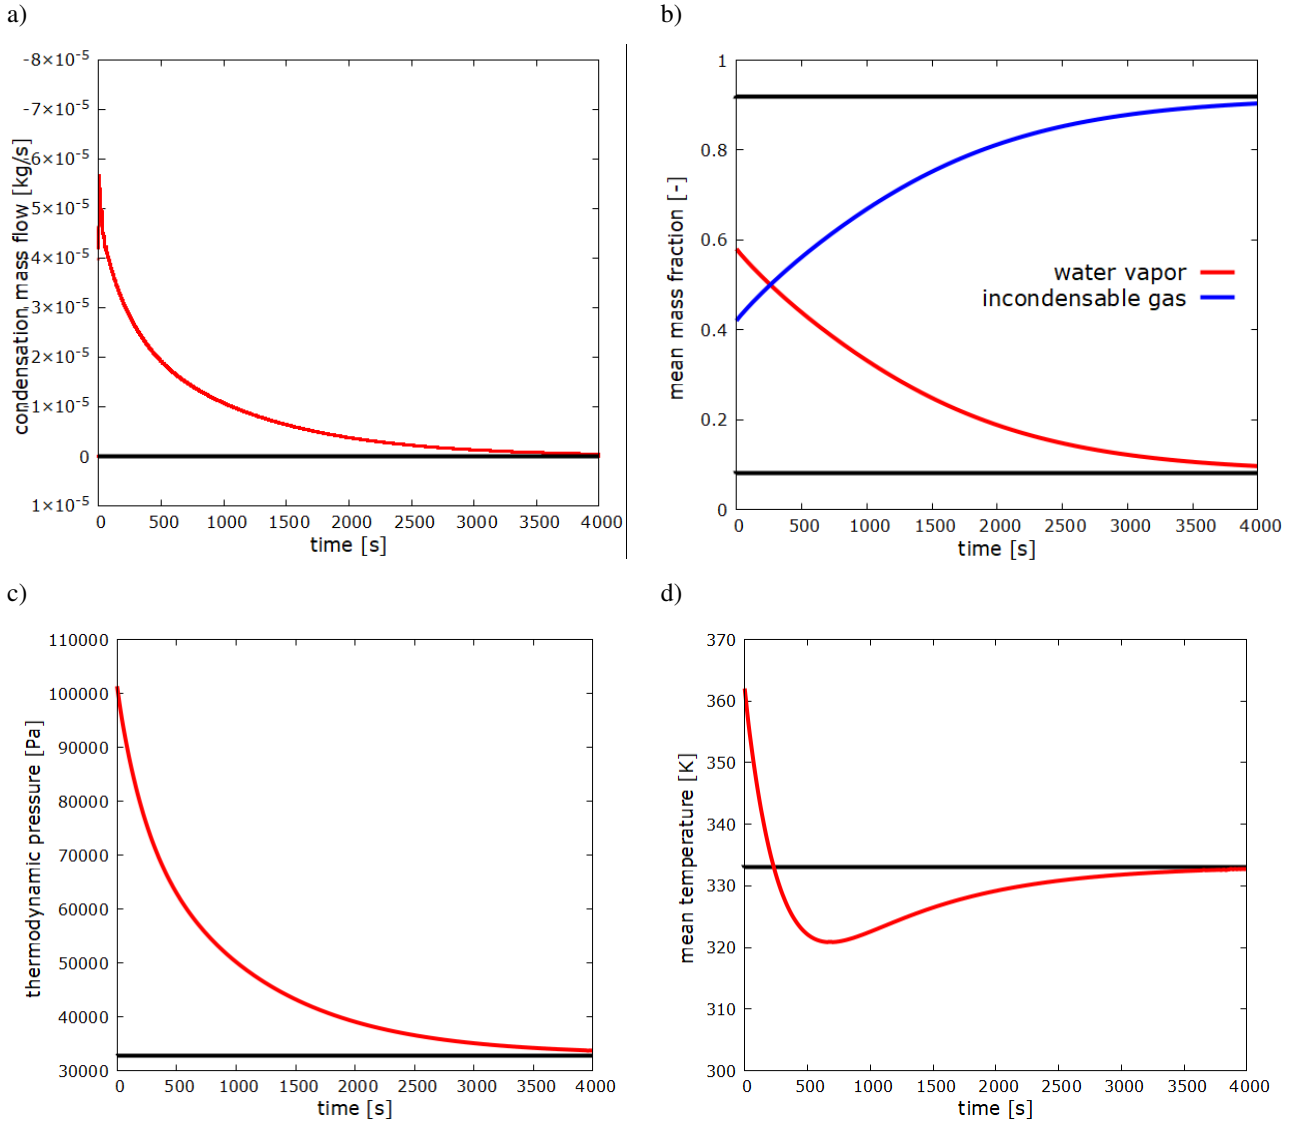 a)
-8×10⁻⁵
-7×10⁻⁵
-6×10⁻⁵
-5×10⁻⁵
-4×10⁻⁵
-3×10⁻⁵
-2×10⁻⁵
-1×10⁻⁵
0
1×10⁻⁵
condensation mass flow [kg/s]
0 500 1000 1500 2000 2500 3000 3500 4000
time [s]
b)
1
0.8
0.6
0.4
0.2
0
mean mass fraction [-]
water vapor
incondensable gas
0 500 1000 1500 2000 2500 3000 3500 4000
time [s]
c)
110000
100000
90000
80000
70000
60000
50000
40000
30000
thermodynamic pressure [Pa]
0 500 1000 1500 2000 2500 3000 3500 4000
time [s]
d)
370
360
350
340
330
320
310
300
mean temperature [K]
0 500 1000 1500 2000 2500 3000 3500 4000
time [s]